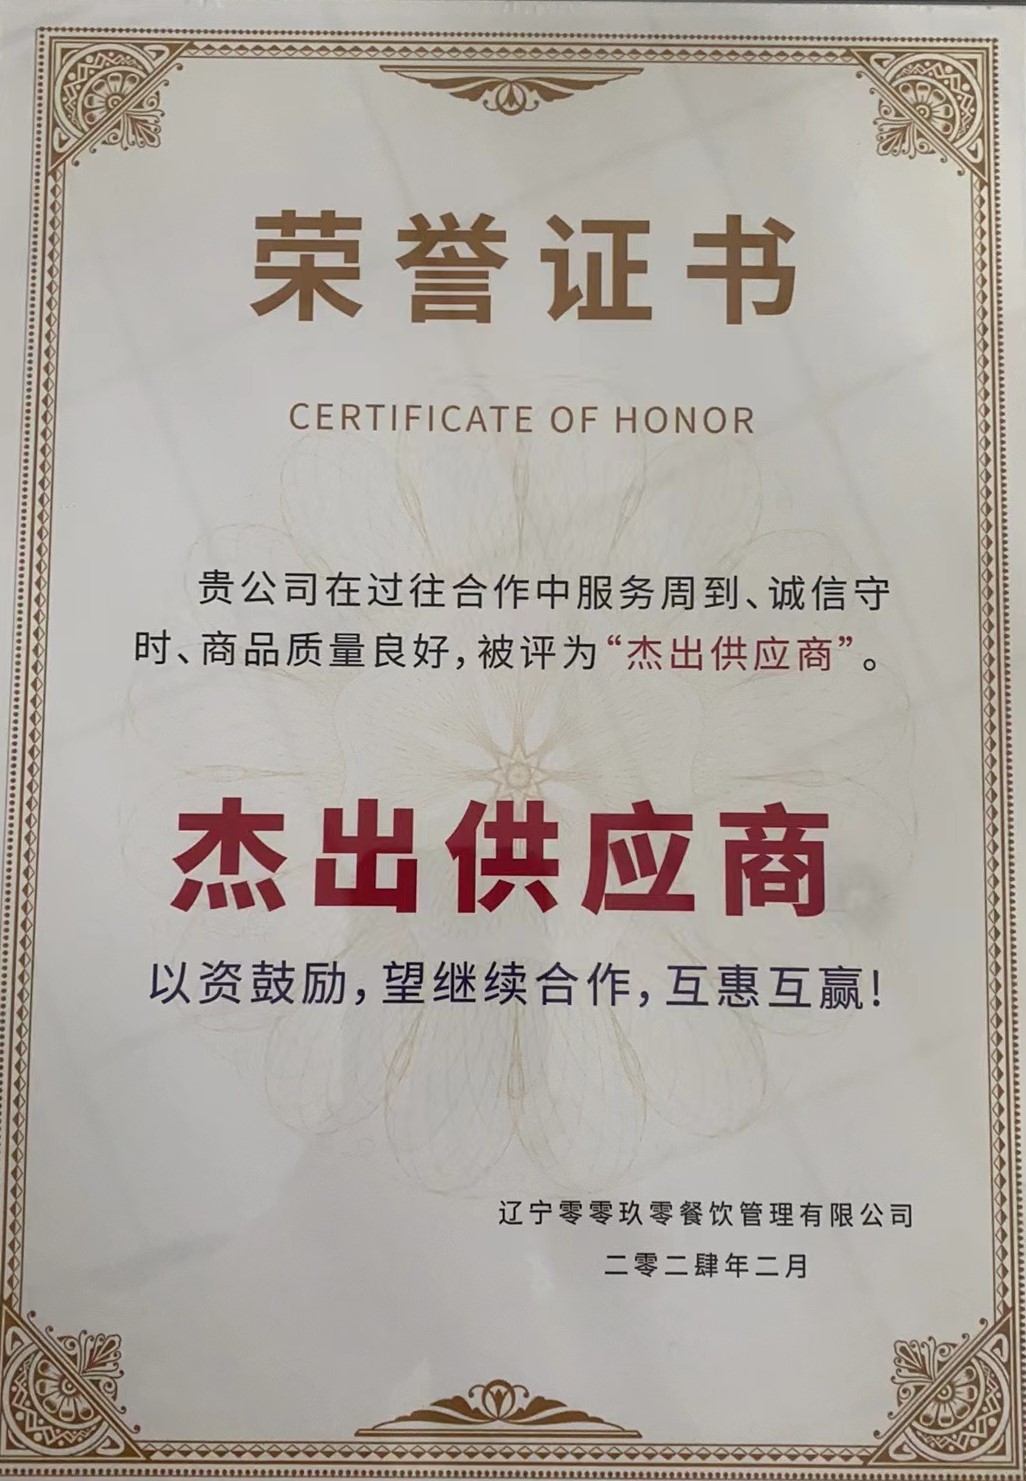 荣誉证书
CERTIFICATE OF HONOR
贵公司在过往合作中服务周到、诚信守
时、商品质量良好，被评为“杰出供应商”。
杰出供应商
以资鼓励，望继续合作，互惠互赢！
辽宁零零玖零餐饮管理有限公司
二零二肆年二月